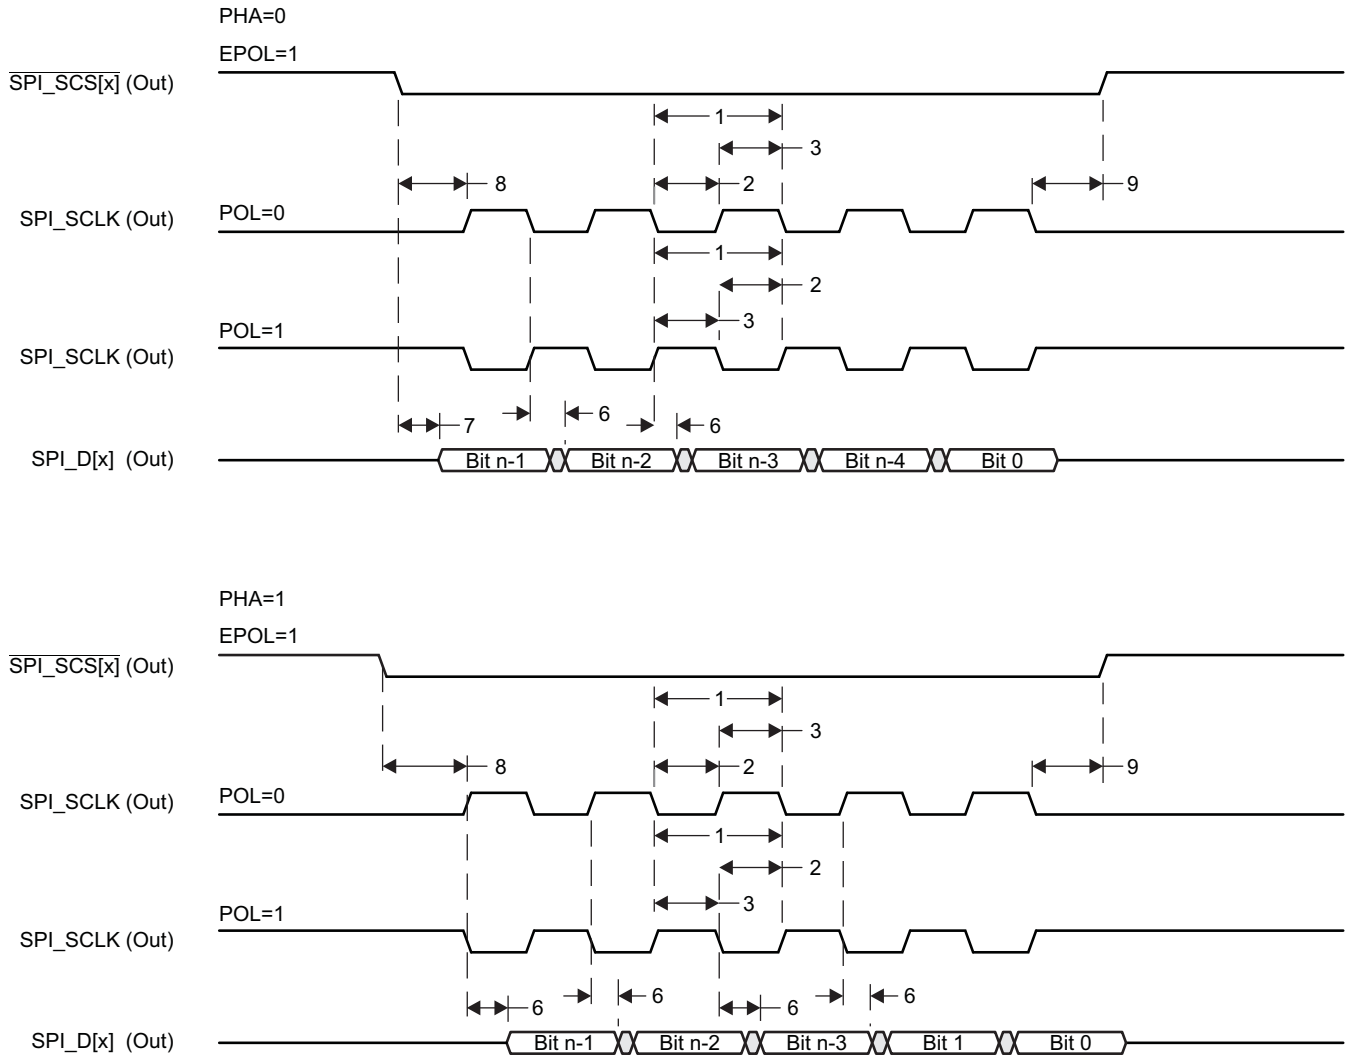 PHA=0
EPOL=1
SPI_SCS[x] (Out)
1
3
8
2
9
SPI_SCLK (Out)
POL=0
1
2
3
POL=1
SPI_SCLK (Out)
7
6
6
SPI_D[x] (Out)
Bit n-1
Bit n-2
Bit n-3
Bit n-4
Bit 0
PHA=1
EPOL=1
SPI_SCS[x] (Out)
1
3
8
2
9
SPI_SCLK (Out)
POL=0
1
2
3
POL=1
SPI_SCLK (Out)
6
6
6
6
SPI_D[x] (Out)
Bit n-1
Bit n-2
Bit n-3
Bit 1
Bit 0